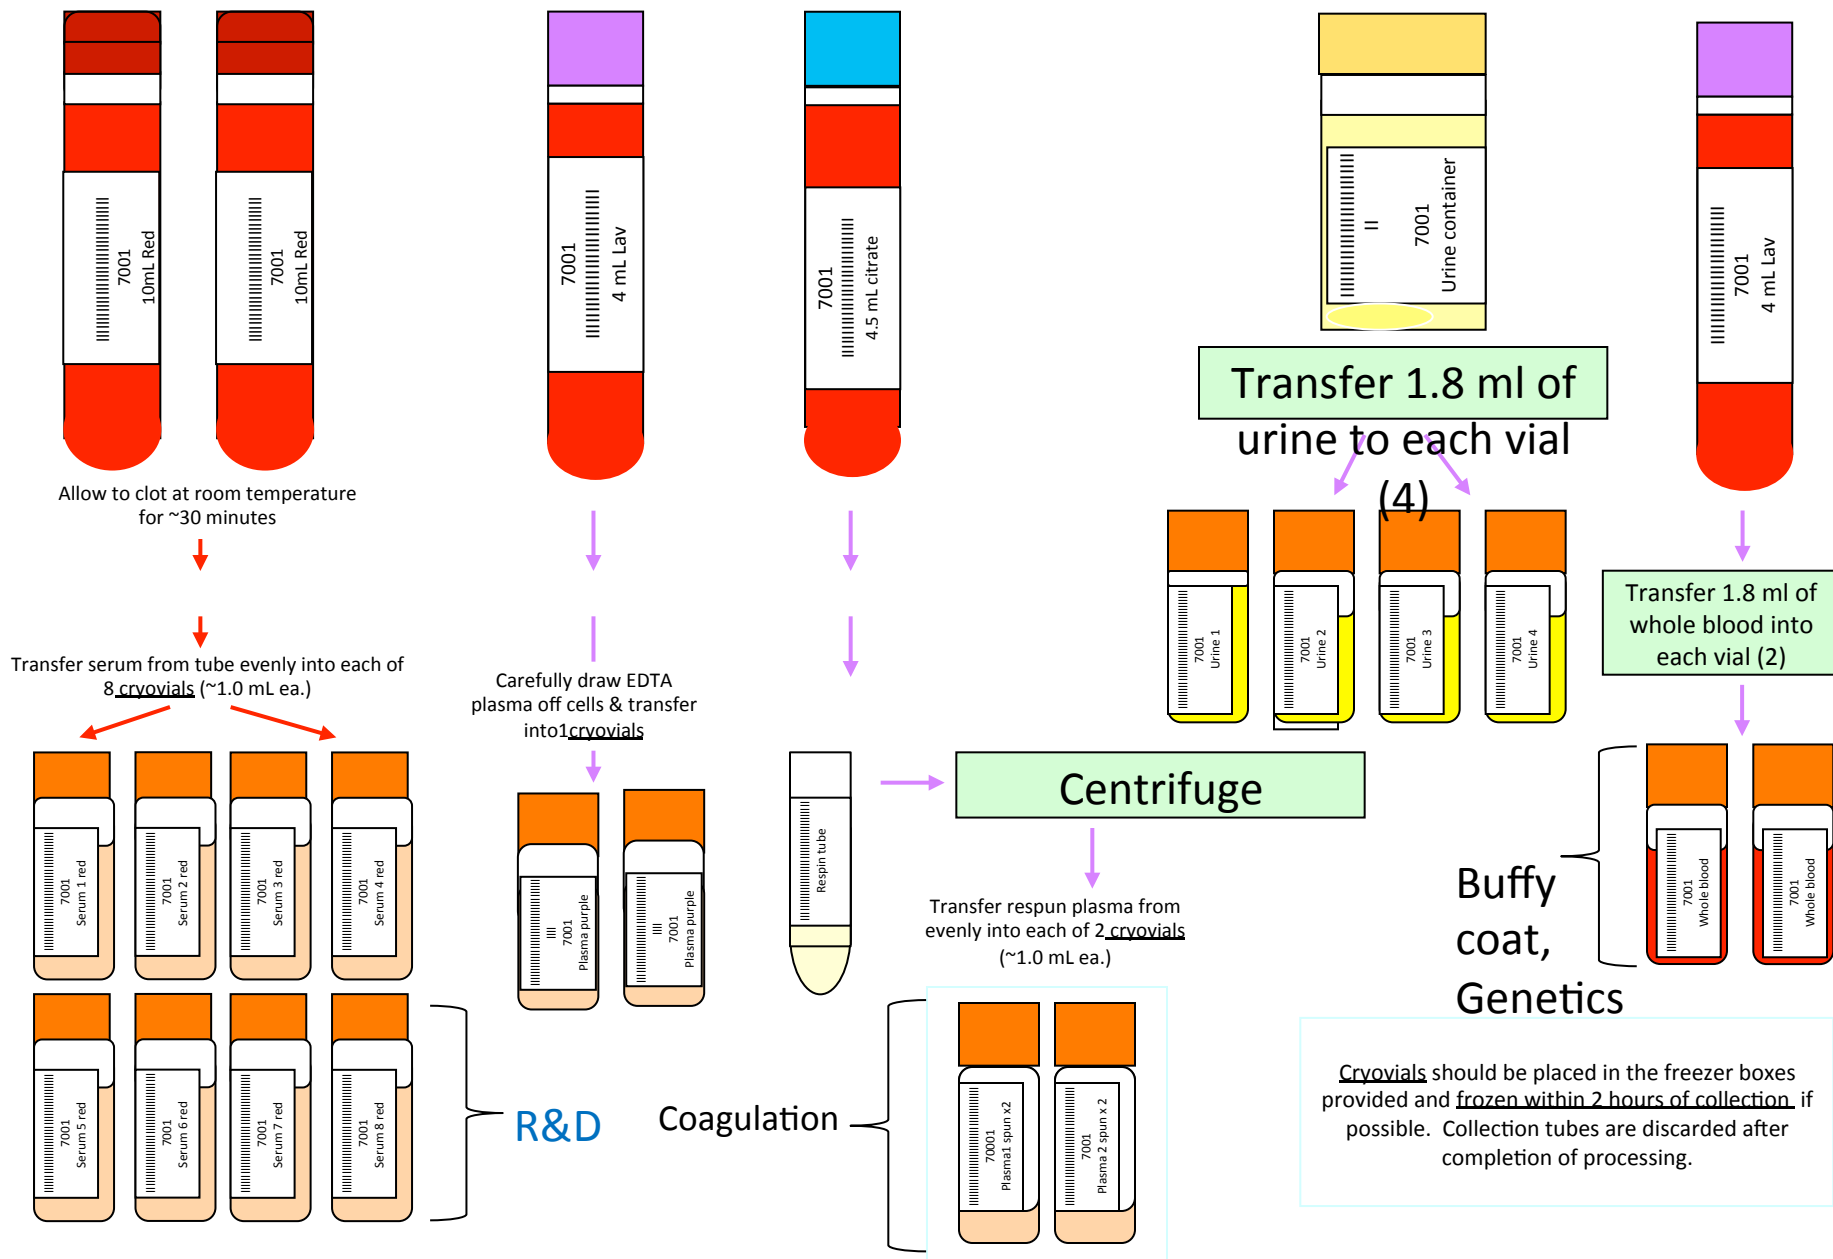 7001
10mL Red
7001
10mL Red
7001
4 mL Lav
7001
4.5 mL citrate
7001
Urine container
7001
4 mL Lav
Allow to clot at room temperature
for ~30 minutes
Transfer serum from tube evenly into each of
8 cryovials (~1.0 mL ea.)
7001
Serum 1 red
7001
Serum 2 red
7001
Serum 3 red
7001
Serum 4 red
7001
Serum 5 red
7001
Serum 6 red
7001
Serum 7 red
7001
Serum 8 red
R&D
Carefully draw EDTA
plasma off cells & transfer
into1cryovials
7001
Plasma purple
7001
Plasma purple
Respin tube
Centrifuge
Transfer respun plasma from
evenly into each of 2 cryovials
(~1.0 mL ea.)
Coagulation
70001
Plasma1 spun x2
7001
Plasma 2 spun x 2
Transfer 1.8 ml of
urine to each vial
(4)
7001
Urine 1
7001
Urine 2
7001
Urine 3
7001
Urine 4
Transfer 1.8 ml of
whole blood into
each vial (2)
7001
Whole blood
7001
Whole blood
Buffy
coat,
Genetics
Cryovials should be placed in the freezer boxes
provided and frozen within 2 hours of collection if
possible. Collection tubes are discarded after
completion of processing.